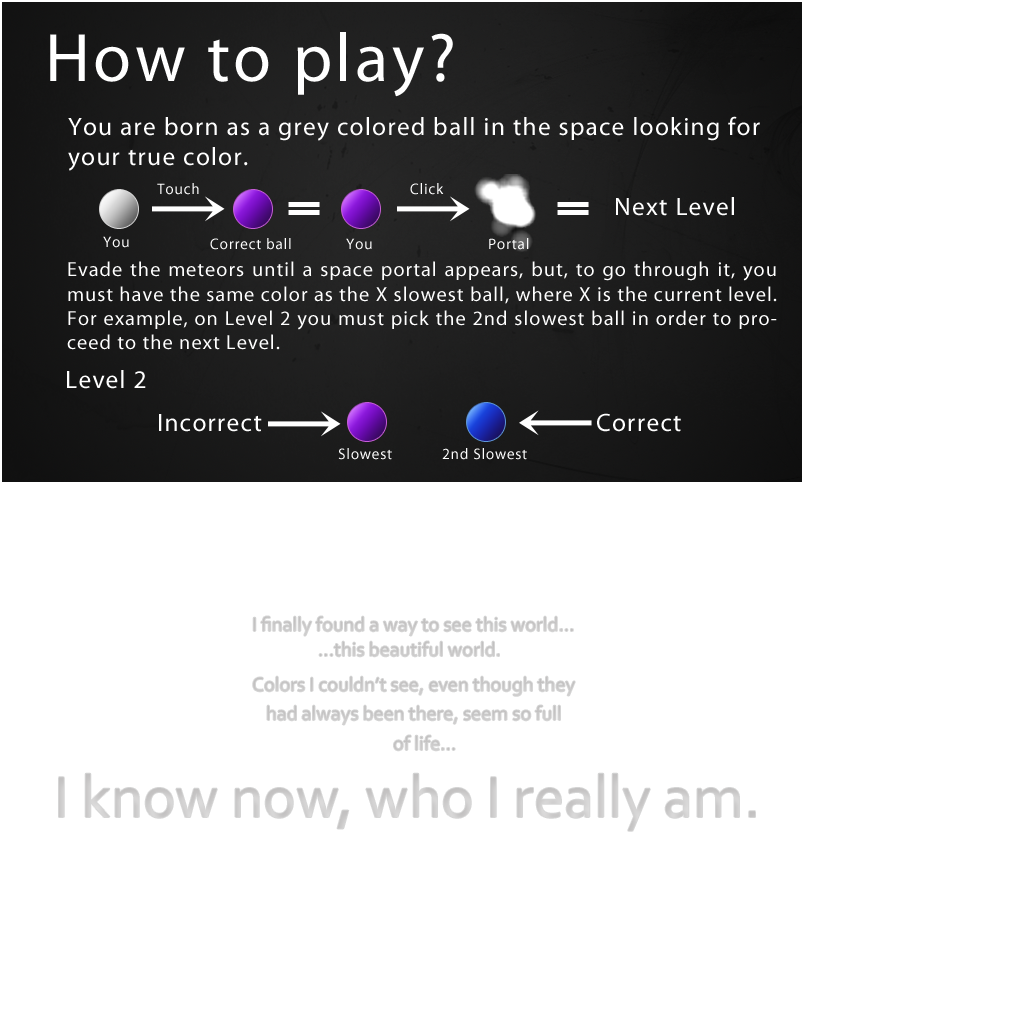 How to play?
You are born as a grey colored ball in the space looking for
your true color.
Touch
Click
Next Level
You
Correct ball
You
Portal
Evade the meteors until a space portal appears, but, to go through it, you
must have the same color as the X slowest ball, where X is the current level.
For example, on Level 2 you must pick the 2nd slowest ball in order to pro-
ceed to the next Level.
Level 2
Incorrect
Correct
Slowest
2nd Slowest
I finally found a way to see this world...
...this beautiful world.
Colors I couldn't see, even though they
had always been there, seem so full
of life...
I know now, who I really am.